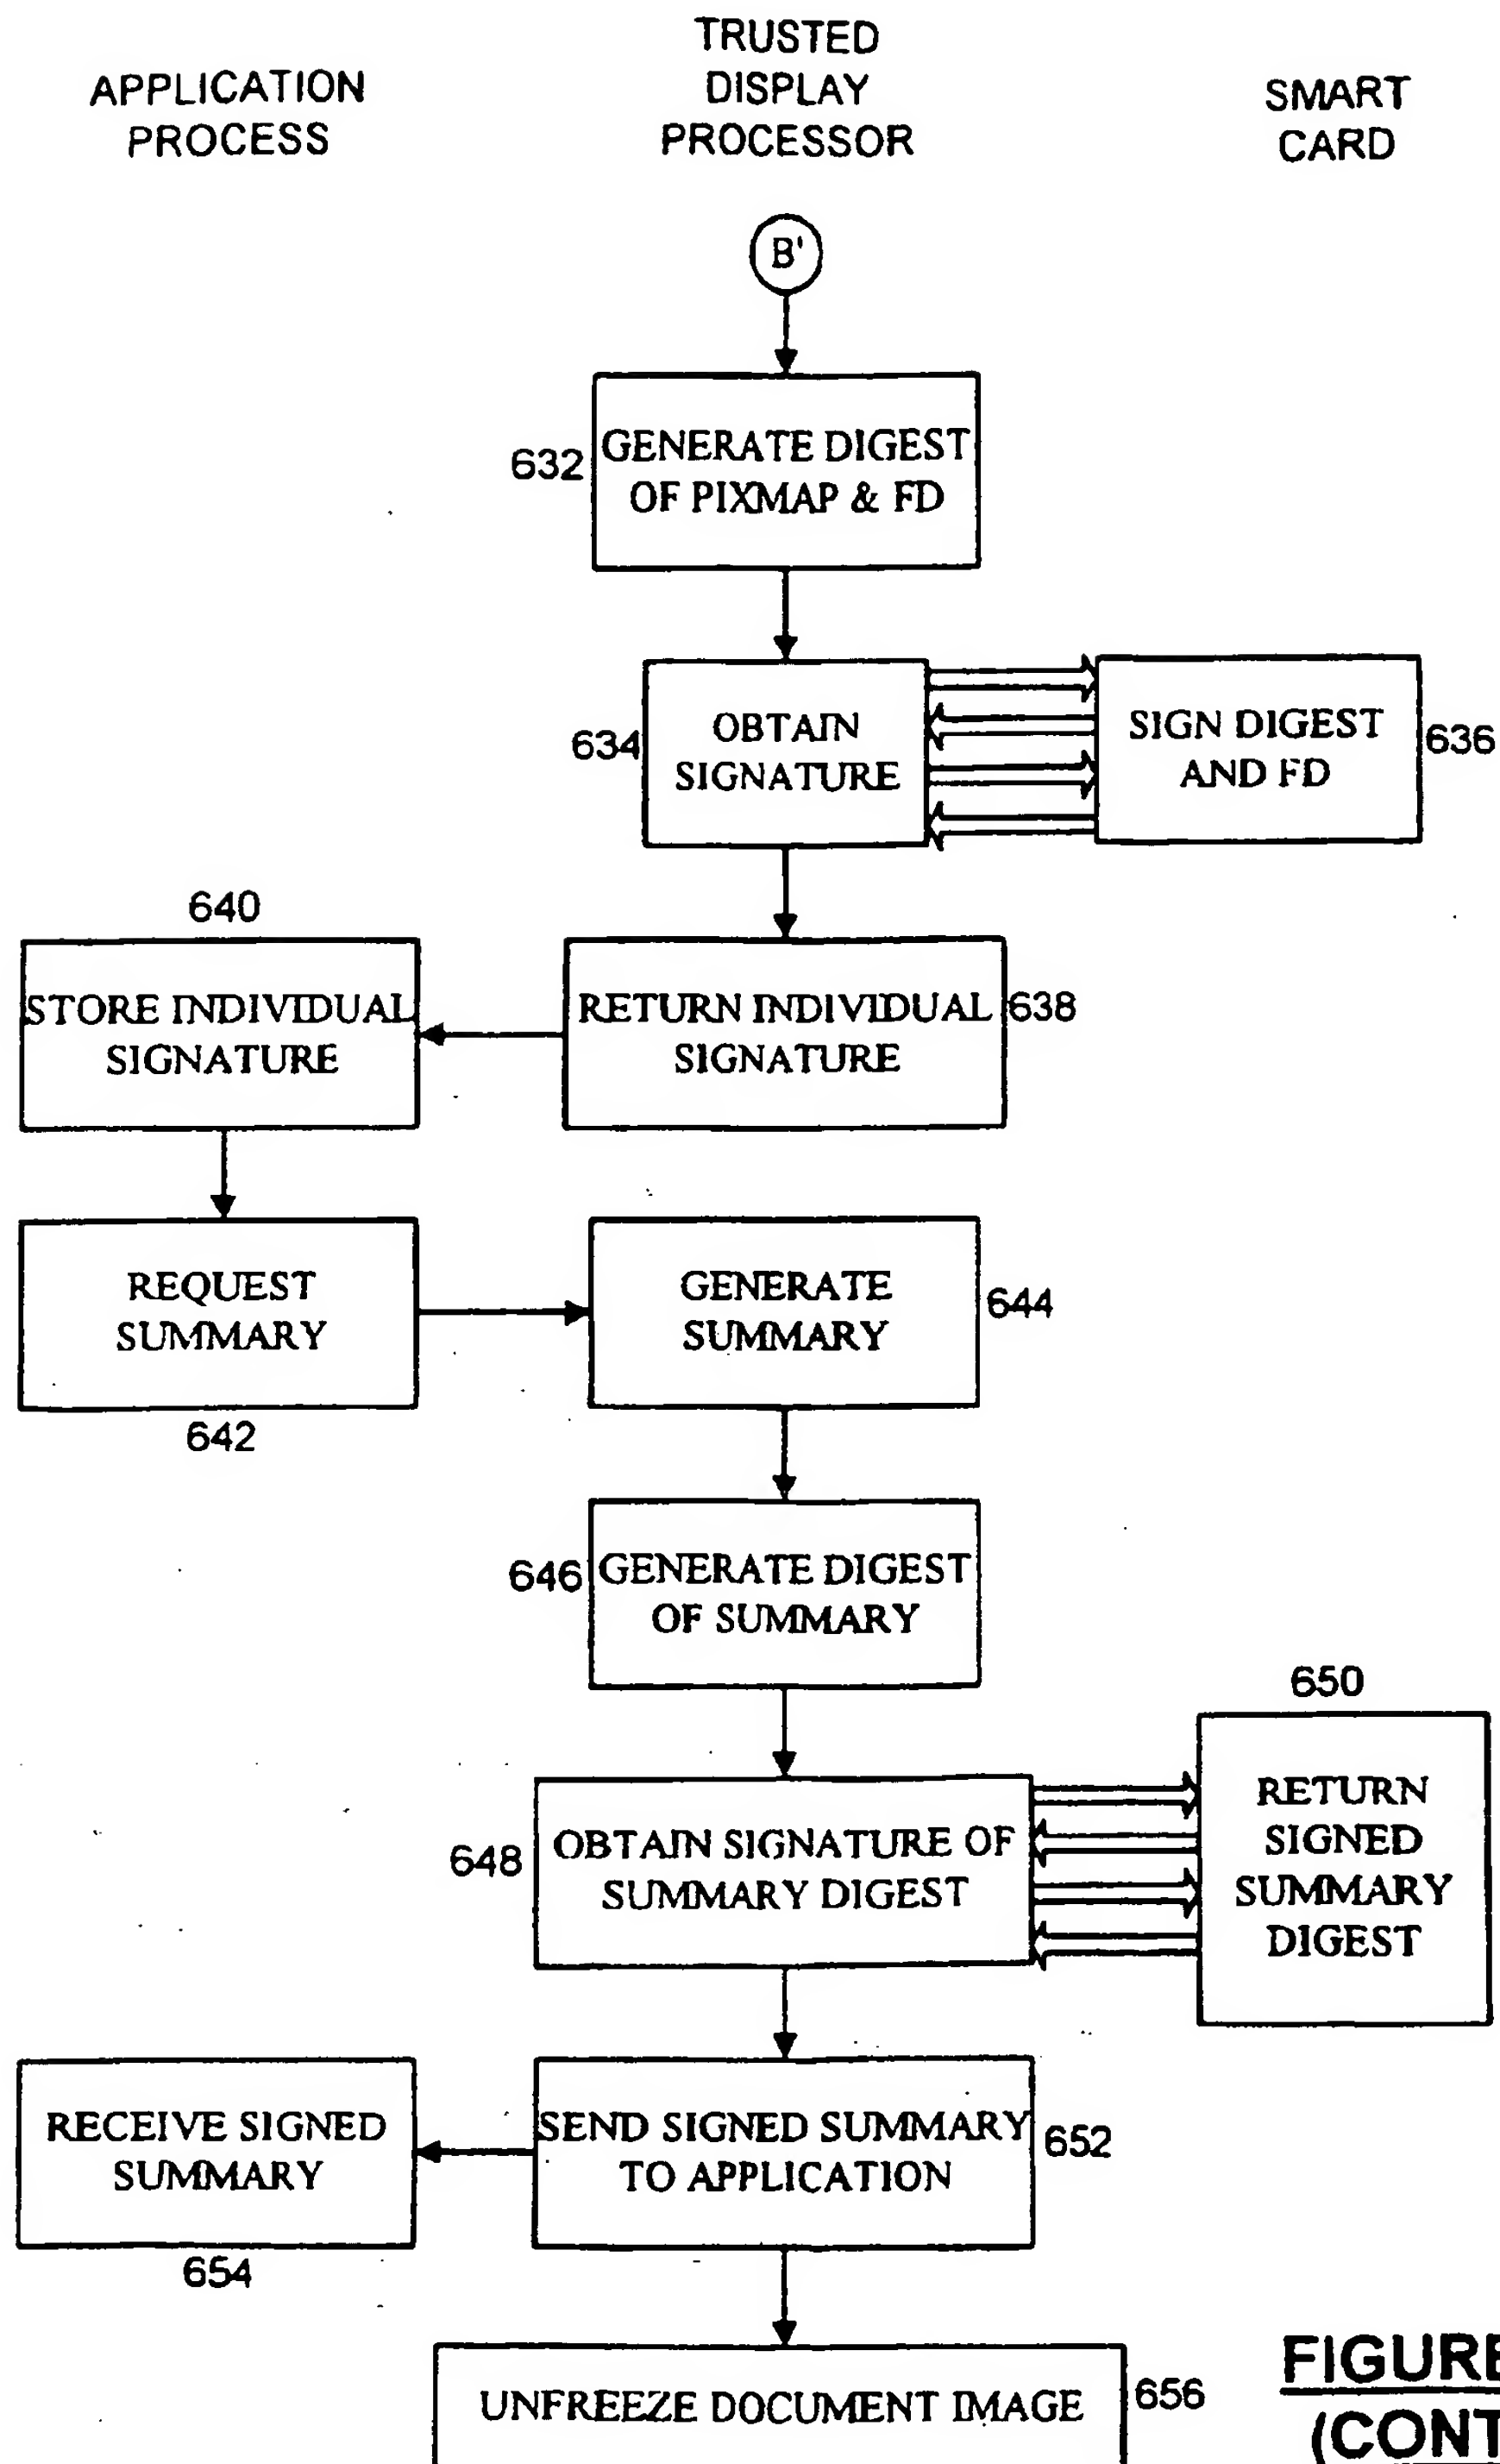 APPLICATION
PROCESS
TRUSTED
DISPLAY
PROCESSOR
SMART
CARD
B'
632
GENERATE DIGEST
OF PIXMAP & FD
634
OBTAIN
SIGNATURE
SIGN DIGEST
AND FD
636
640
STORE INDIVIDUAL
SIGNATURE
RETURN INDIVIDUAL
SIGNATURE
638
REQUEST
SUMMARY
642
GENERATE
SUMMARY
644
646
GENERATE DIGEST
OF SUMMARY
648
OBTAIN SIGNATURE OF
SUMMARY DIGEST
650
RETURN
SIGNED
SUMMARY
DIGEST
RECEIVE SIGNED
SUMMARY
654
SEND SIGNED SUMMARY
TO APPLICATION
652
UNFREEZE DOCUMENT IMAGE
656
FIGURE
(CONT